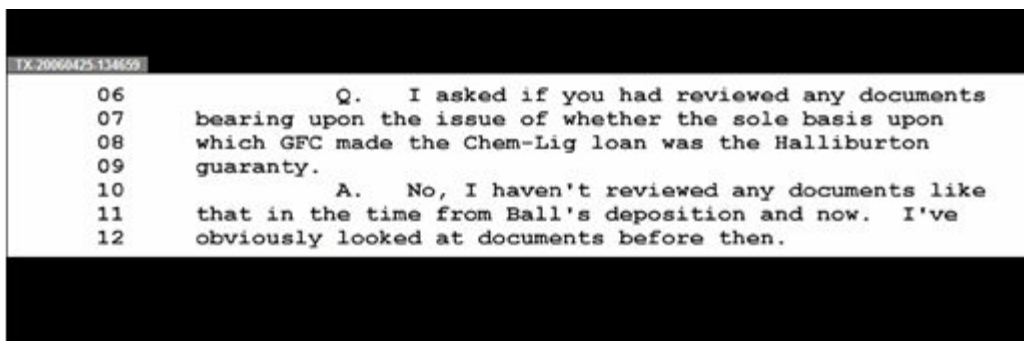 TX-20060425-134659
06 Q. I asked if you had reviewed any documents
07 bearing upon the issue of whether the sole basis upon
08 which GFC made the Chem-Lig loan was the Halliburton
09 guaranty.
10 A. No, I haven't reviewed any documents like
11 that in the time from Ball's deposition and now. I've
12 obviously looked at documents before then.